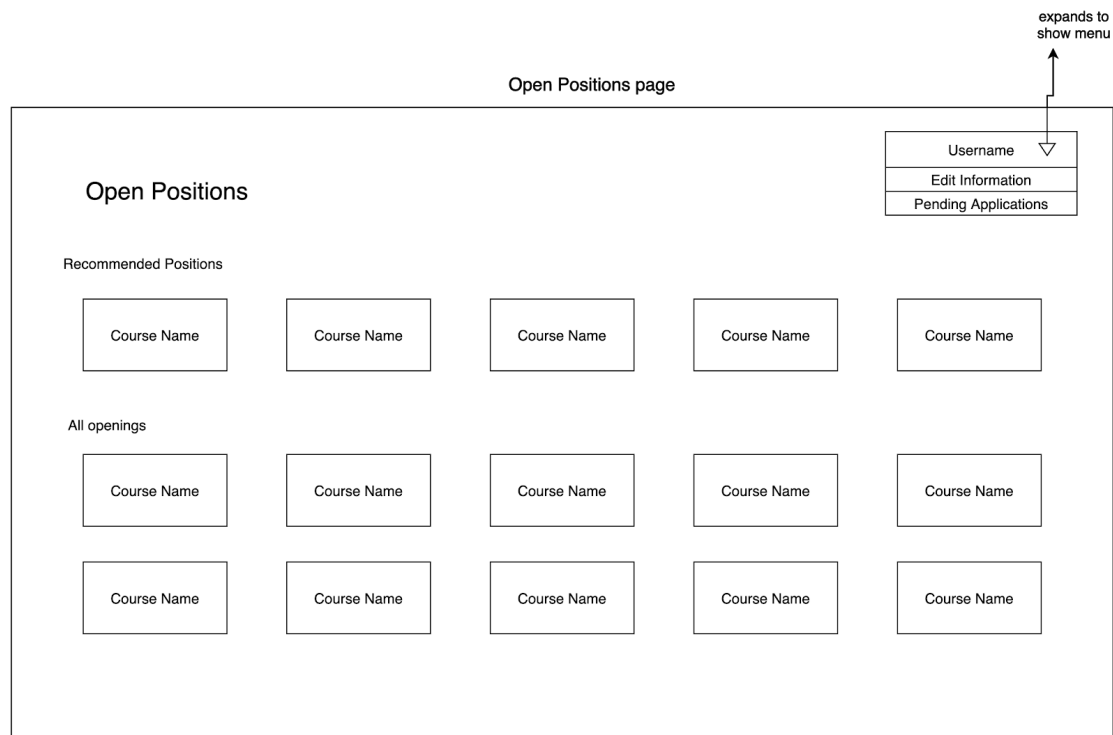 expands to
show menu
Open Positions page
Username
Edit Information
Pending Applications
Open Positions
Recommended Positions
Course Name Course Name Course Name Course Name Course Name
All openings
Course Name Course Name Course Name Course Name Course Name
Course Name Course Name Course Name Course Name Course Name